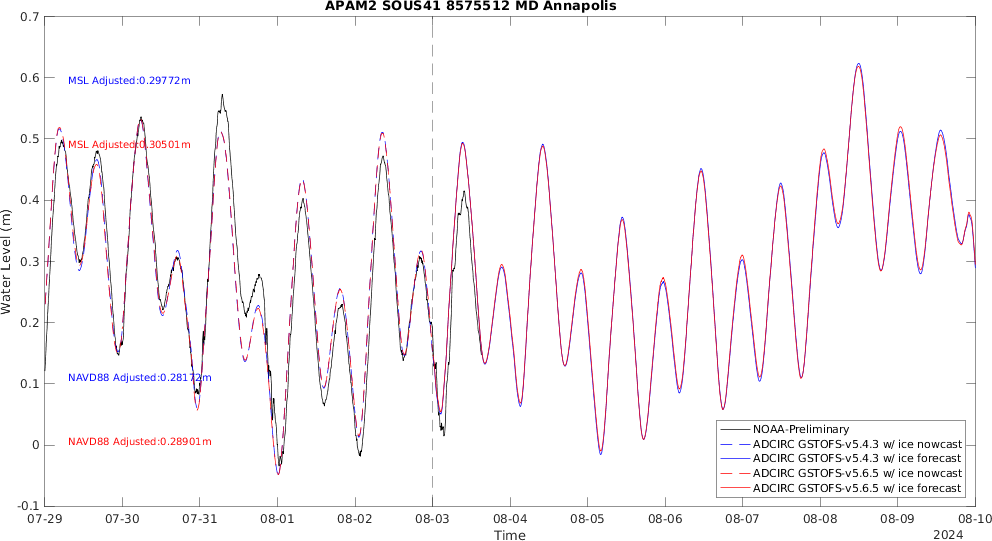 APAM2 SOUS41 8575512 MD Annapolis
0.7
0.6
0.5
0.4
0.3
0.2
0.1
0
-0.1
Water Level (m)
MSL Adjusted:0.29772m
MSL Adjusted:0.30501m
NAVD88 Adjusted:0.28172m
NAVD88 Adjusted:0.28901m
NOAA-Preliminary
ADCIRC GSTOFS-v5.4.3 w/ ice nowcast
ADCIRC GSTOFS-v5.4.3 w/ ice forecast
ADCIRC GSTOFS-v5.6.5 w/ ice nowcast
ADCIRC GSTOFS-v5.6.5 w/ ice forecast
07-29 07-30 07-31 08-01 08-02 08-03 08-04 08-05 08-06 08-07 08-08 08-09 08-10
Time
2024